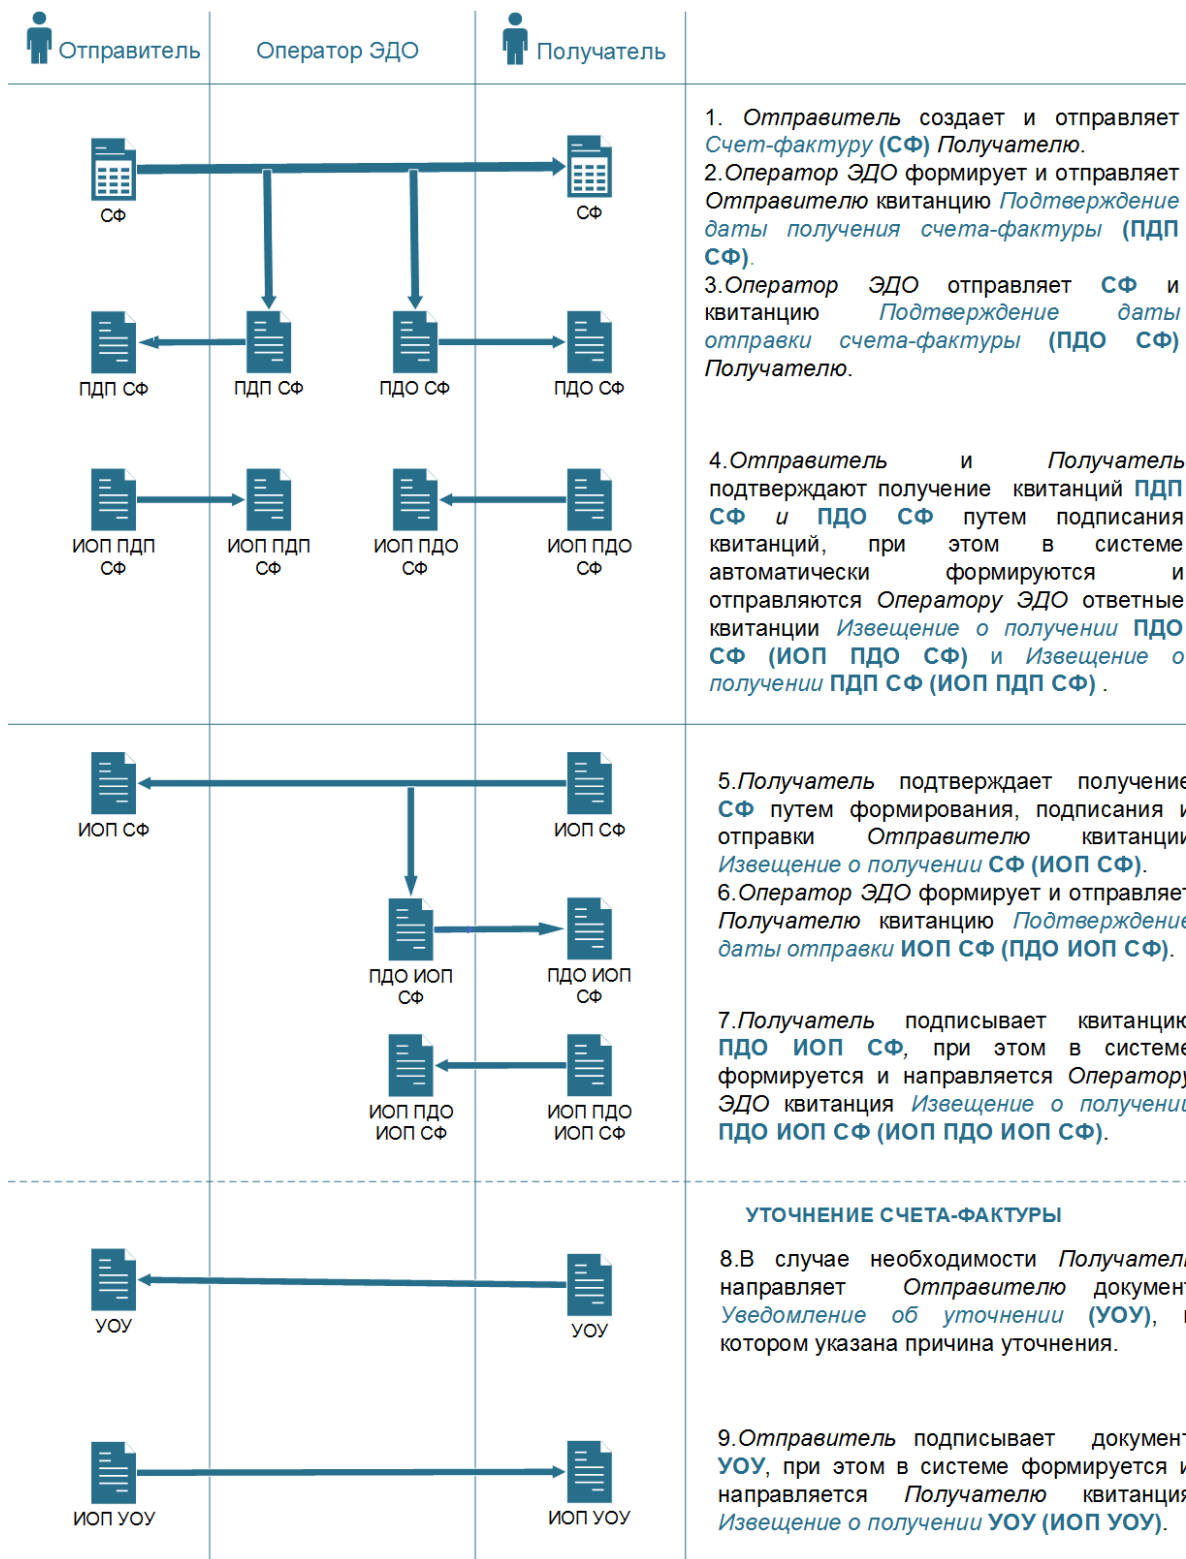 Отправитель
Оператор ЭДО
Получатель
СФ
СФ
1. Отправитель создает и отправляет
Счет-фактуру (СФ) Получателю.
2.Оператор ЭДО формирует и отправляет
Отправителю квитанцию Подтверждение
даты получения счета-фактуры (ПДП
СФ).
3.Оператор ЭДО отправляет СФ и
квитанцию Подтверждение даты
отправки счета-фактуры (ПДО СФ)
Получателю.
ПДП СФ
ПДП СФ
ПДО СФ
ПДО СФ
ИОП ПДП
СФ
ИОП ПДП
СФ
ИОП ПДО
СФ
ИОП ПДО
СФ
4.Отправитель и Получатель
подтверждают получение квитанций ПДП
СФ и ПДО СФ путем подписания
квитанций, при этом в системе
автоматически формируются и
отправляются Оператору ЭДО ответные
квитанции Извещение о получении ПДО
СФ (ИОП ПДО СФ) и Извещение о
получении ПДП СФ (ИОП ПДП СФ) .
ИОП СФ
ИОП СФ
5.Получатель подтверждает получение
СФ путем формирования, подписания и
отправки Отправителю квитанции
Извещение о получении СФ (ИОП СФ).
6.Оператор ЭДО формирует и отправляет
Получателю квитанцию Подтверждение
даты отправки ИОП СФ (ПДО ИОП СФ).
ПДО ИОП
СФ
ПДО ИОП
СФ
7.Получатель подписывает квитанцию
ПДО ИОП СФ, при этом в системе
формируется и направляется Оператору
ЭДО квитанция Извещение о получении
ПДО ИОП СФ (ИОП ПДО ИОП СФ).
ИОП ПДО
ИОП СФ
ИОП ПДО
ИОП СФ
УТОЧНЕНИЕ СЧЕТА-ФАКТУРЫ
8.В случае необходимости Получатель
направляет Отправителю документ
Уведомление об уточнении (УОУ),
котором указана причина уточнения.
УОУ
УОУ
9.Отправитель подписывает документ
УОУ, при этом в системе формируется и
направляется Получателю квитанция
Извещение о получении УОУ (ИОП УОУ).
ИОП УОУ
ИОП УОУ